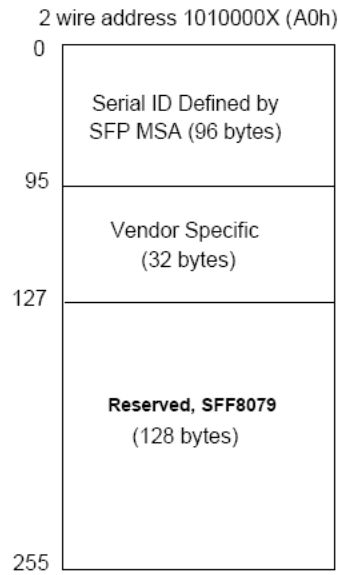 2 wire address 1010000X (A0h)
0
Serial ID Defined by
SFP MSA (96 bytes)
95
Vendor Specific
(32 bytes)
127
Reserved, SFF8079
(128 bytes)
255